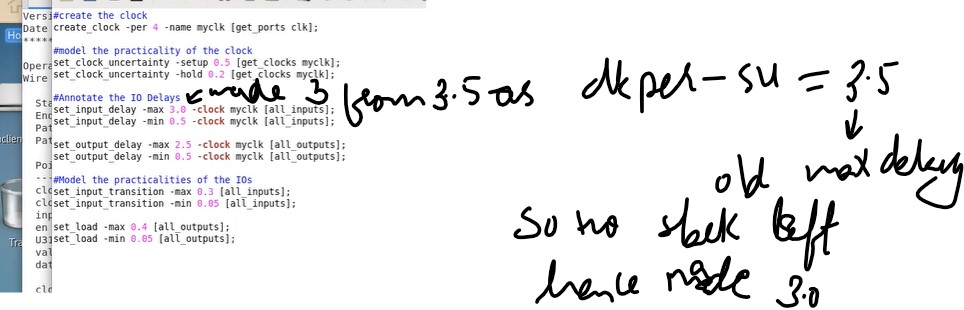 Versi
Date
*****
Opera
Wire
Sta
End
Pat
Pat
Poi
---
clo
clo
inp
en
U31
val
dat
clo
Ho
clien
Tra
#create the clock
create_clock -per 4 -name myclk [get_ports clk];
#model the practicality of the clock
set_clock_uncertainty -setup 0.5 [get_clocks myclk];
set_clock_uncertainty -hold 0.2 [get_clocks myclk];
#Annotate the IO Delays
set_input_delay -max 3.0 -clock myclk [all_inputs];
set_input_delay -min 0.5 -clock myclk [all_inputs];
set_output_delay -max 2.5 -clock myclk [all_outputs];
set_output_delay -min 0.5 -clock myclk [all_outputs];
#Model the practicalities of the IOs
set_input_transition -max 0.3 [all_inputs];
set_input_transition -min 0.05 [all_inputs];
set_load -max 0.4 [all_outputs];
set_load -min 0.05 [all_outputs];
made 3 from 3.5 as clk per - su = 3.5
old max delay
so no slack left
hence made 3.0